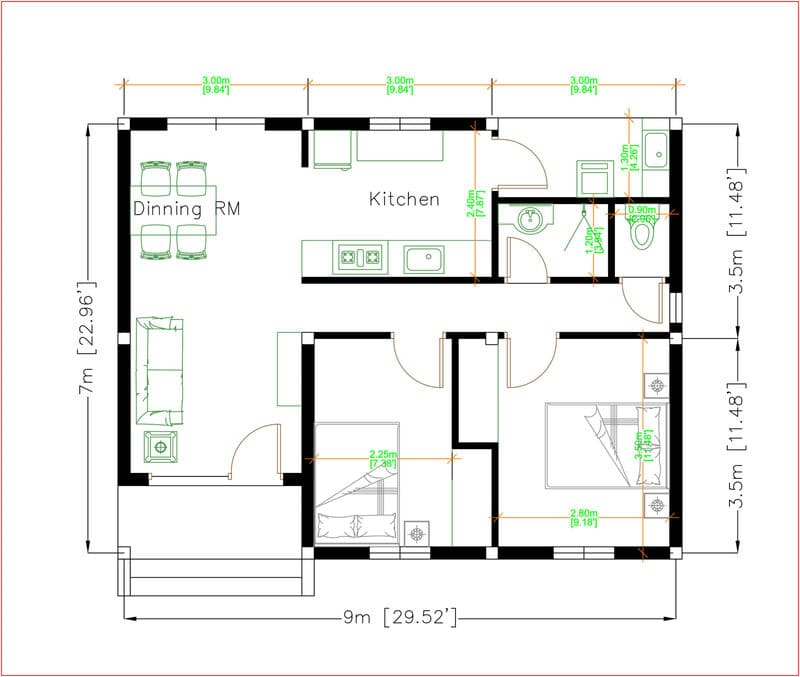 3.00m
[9.84']
3.00m
[9.84']
3.00m
[9.84']
1.30m
[4.26']
Kitchen
2.40m
[7.87']
Dinning RM
0.90m
[2.96']
1.20m
[3.94']
3.5m [11.48']
7m [22.96']
3.5m [11.48']
2.25m
[7.38']
3.50m
[11.48']
2.80m
[9.18']
9m [29.52']